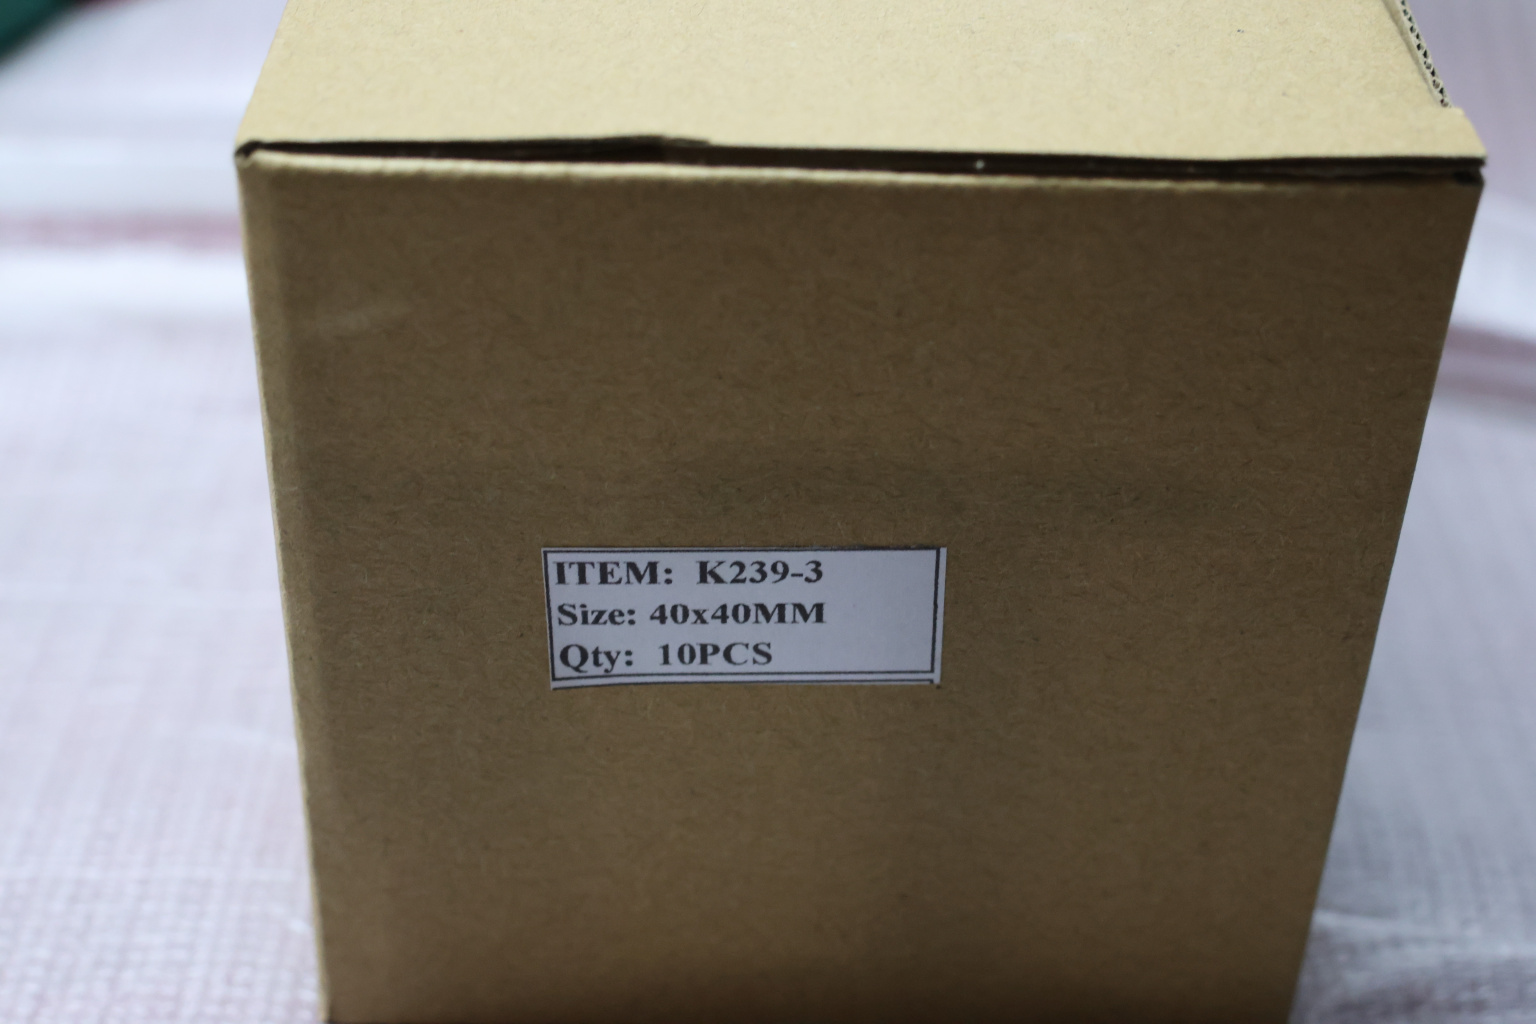 ITEM: K239-3
Size: 40x40MM
Qty: 10PCS